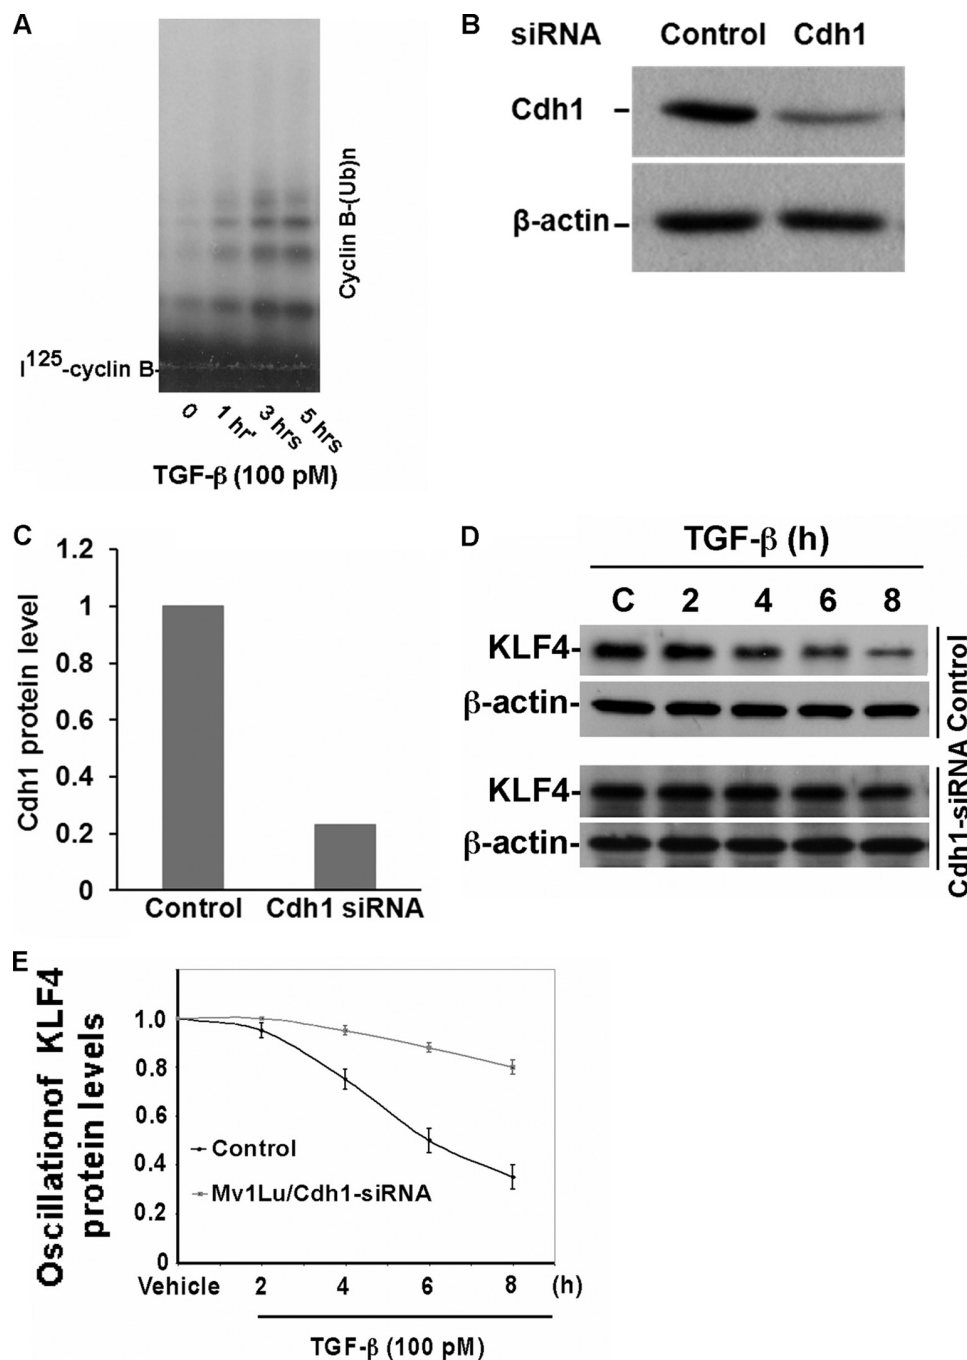 A
Cyclin B-(Ub)n
I125-cyclin B-
0 1 hr. 3 hrs 5 hrs
TGF-β (100 pM)
B
siRNA Control Cdh1
Cdh1 –
β-actin –
C
Cdh1 protein level
1.2
1
0.8
0.6
0.4
0.2
0
Control Cdh1 siRNA
D
TGF-β (h)
C 2 4 6 8
KLF4-
β-actin-
Control
KLF4-
β-actin-
Cdh1-siRNA
E
Oscillationof KLF4
protein levels
1.0
0.8
0.6
0.4
0.2
0
Control
Mv1Lu/Cdh1-siRNA
Vehicle 2 4 6 8 (h)
TGF-β (100 pM)